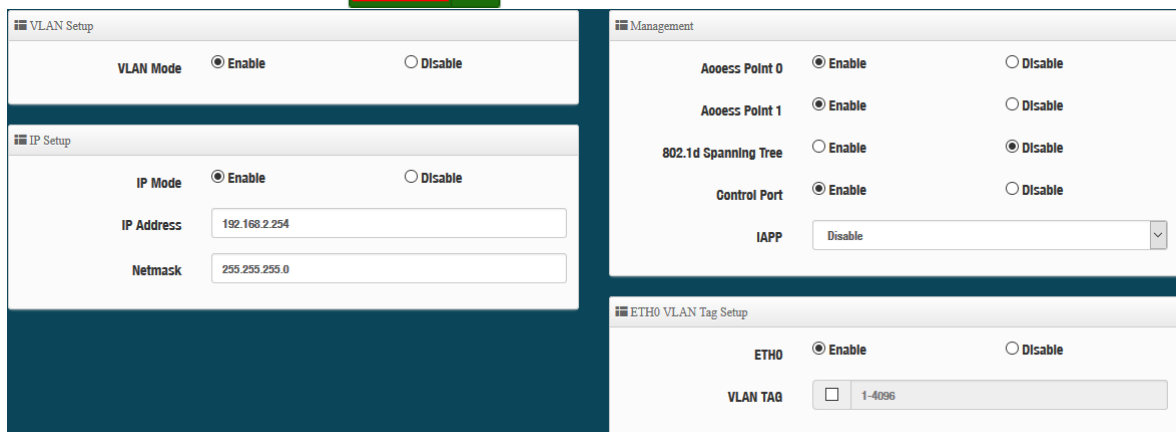 VLAN Setup
VLAN Mode Enable Disable
IP Setup
IP Mode Enable Disable
IP Address 192.168.2.254
Netmask 255.255.255.0
Management
Aooess Point 0 Enable Disable
Aooess Point 1 Enable Disable
802.1d Spanning Tree Enable Disable
Control Port Enable Disable
IAPP Disable
ETH0 VLAN Tag Setup
ETH0 Enable Disable
VLAN TAG 1-4096